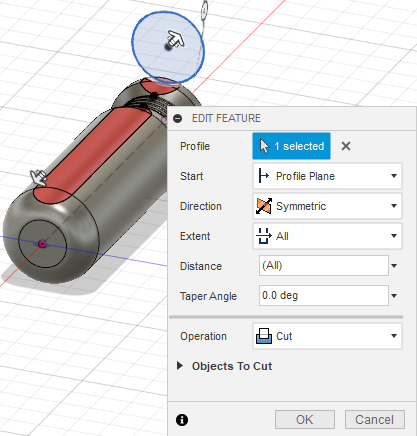 EDIT FEATURE
Profile 1 selected
Start Profile Plane
Direction Symmetric
Extent All
Distance (All)
Taper Angle 0.0 deg
Operation Cut
Objects To Cut
OK Cancel